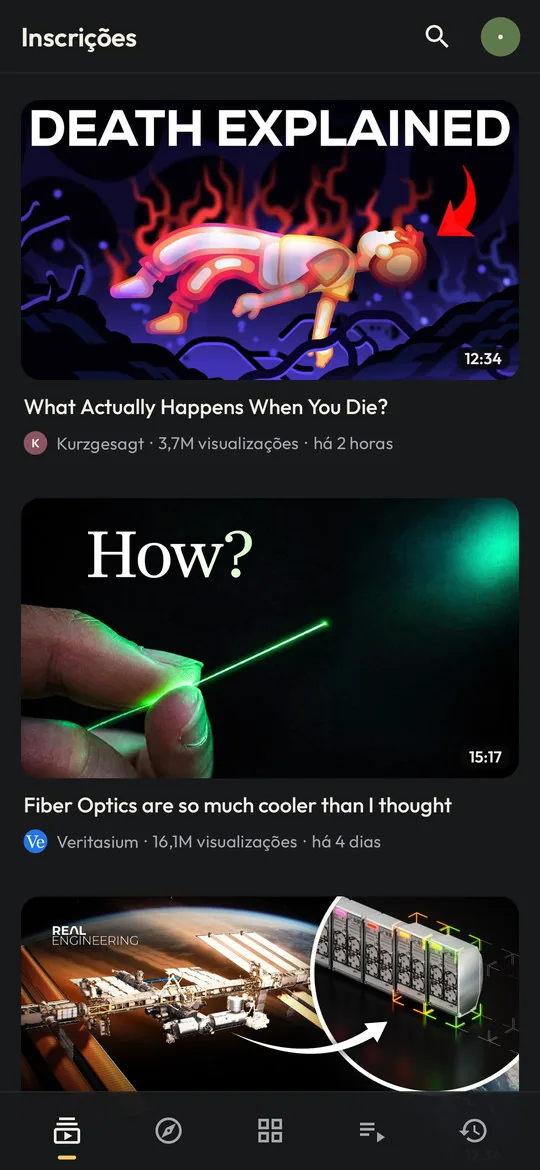 Inscrições
DEATH EXPLAINED
12:34
What Actually Happens When You Die?
K
Kurzgesagt · 3,7M visualizações · há 2 horas
How?
15:17
Fiber Optics are so much cooler than I thought
Ve
Veritasium · 16,1M visualizações · há 4 dias
REAL
ENGINEERING